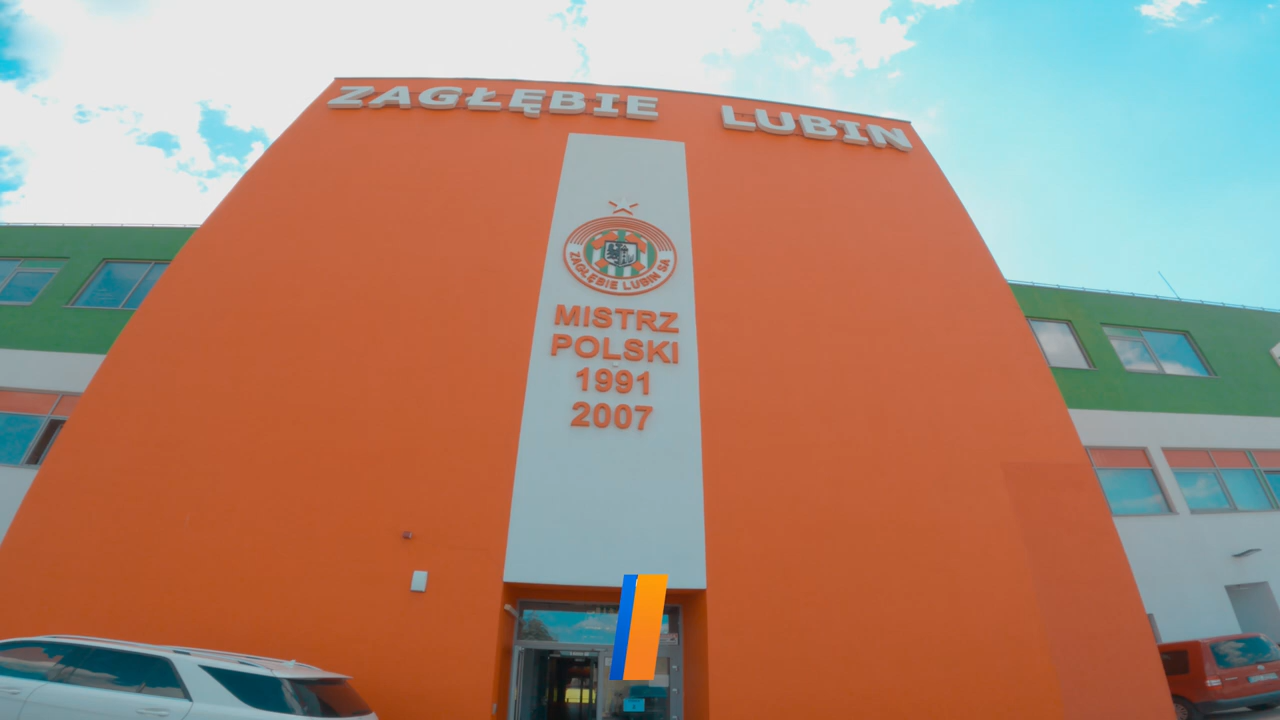 ZAGŁĘBIE LUBIN
ZAGŁĘBIE LUBIN SA
MISTRZ
POLSKI
1991
2007